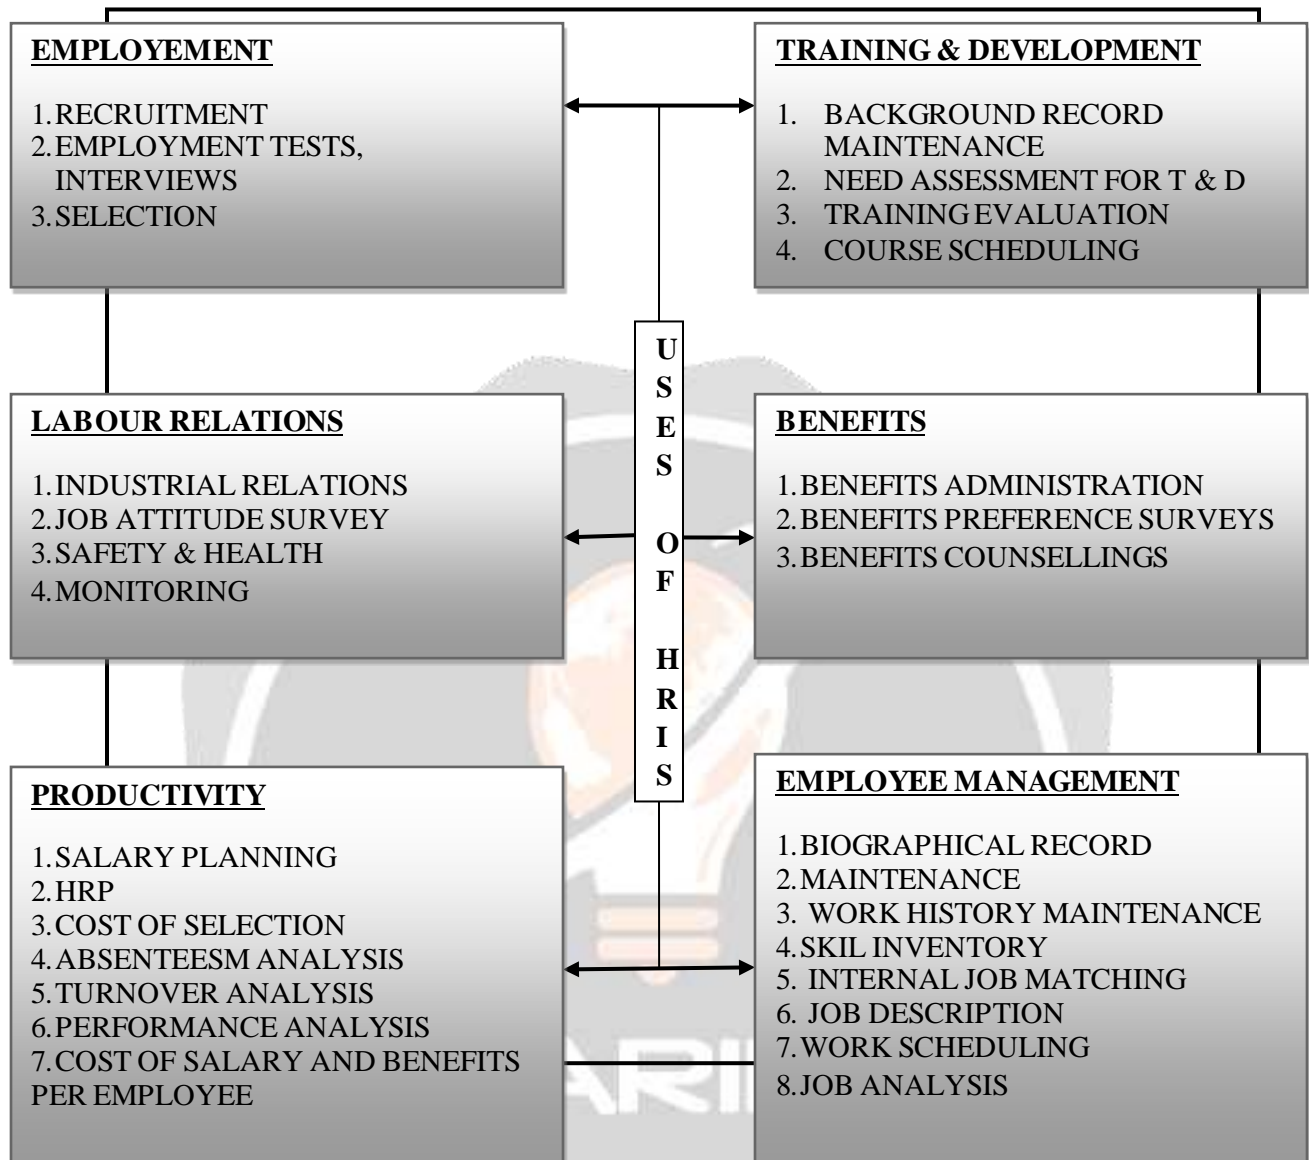 EMPLOYEMENT
1.RECRUITMENT
2.EMPLOYMENT TESTS,
INTERVIEWS
3.SELECTION
TRAINING & DEVELOPMENT
1. BACKGROUND RECORD
MAINTENANCE
2. NEED ASSESSMENT FOR T & D
3. TRAINING EVALUATION
4. COURSE SCHEDULING
USES OF HRIS
LABOUR RELATIONS
1.INDUSTRIAL RELATIONS
2.JOB ATTITUDE SURVEY
3.SAFETY & HEALTH
4.MONITORING
BENEFITS
1.BENEFITS ADMINISTRATION
2.BENEFITS PREFERENCE SURVEYS
3.BENEFITS COUNSELLINGS
PRODUCTIVITY
1.SALARY PLANNING
2.HRP
3.COST OF SELECTION
4.ABSENTEESM ANALYSIS
5.TURNOVER ANALYSIS
6.PERFORMANCE ANALYSIS
7.COST OF SALARY AND BENEFITS
PER EMPLOYEE
EMPLOYEE MANAGEMENT
1.BIOGRAPHICAL RECORD
2.MAINTENANCE
3. WORK HISTORY MAINTENANCE
4.SKIL INVENTORY
5. INTERNAL JOB MATCHING
6. JOB DESCRIPTION
7.WORK SCHEDULING
8.JOB ANALYSIS